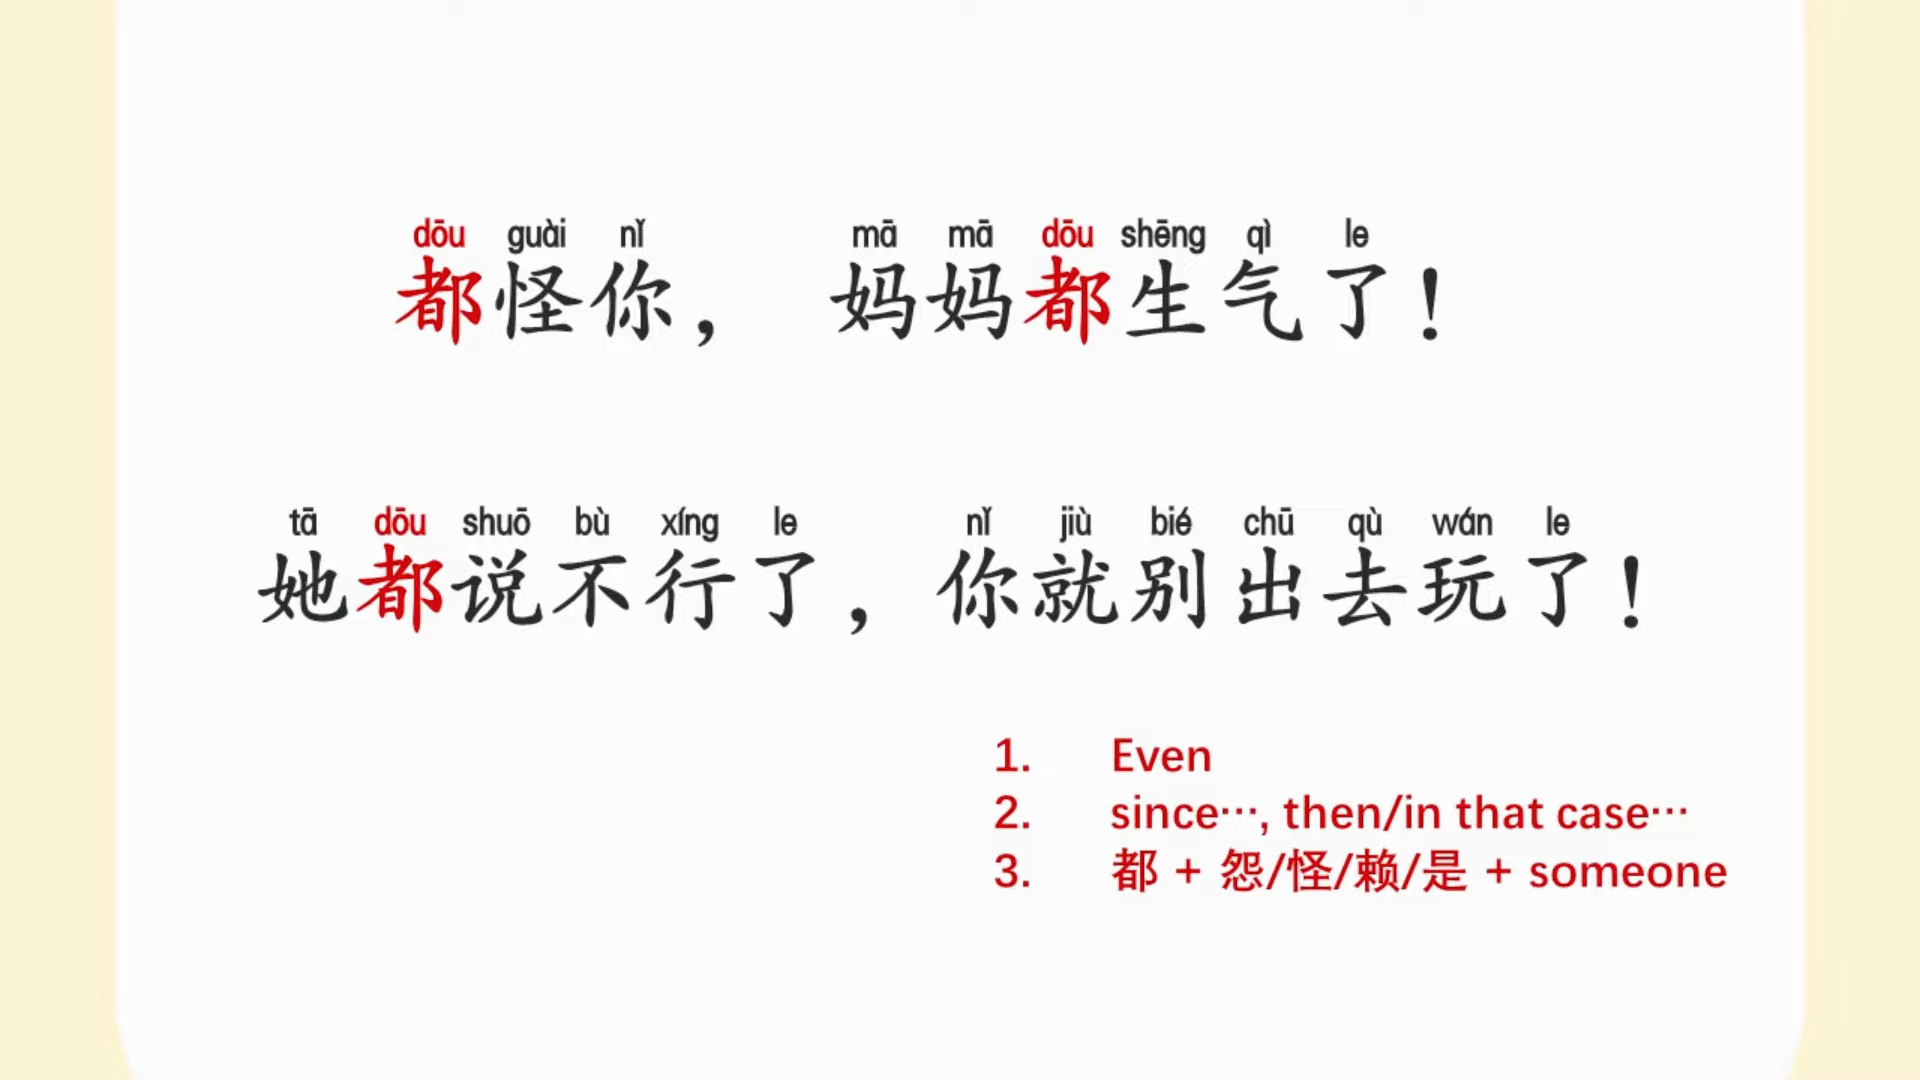 dōu guài nǐ mā mā dōu shēng qì le
都怪你，妈妈都生气了！
tā dōu shuō bù xíng le nǐ jiù bié chū qù wán le
她都说不行了，你就别出去玩了！
1. Even
2. since…, then/in that case…
3. 都 + 怨/怪/赖/是 + someone